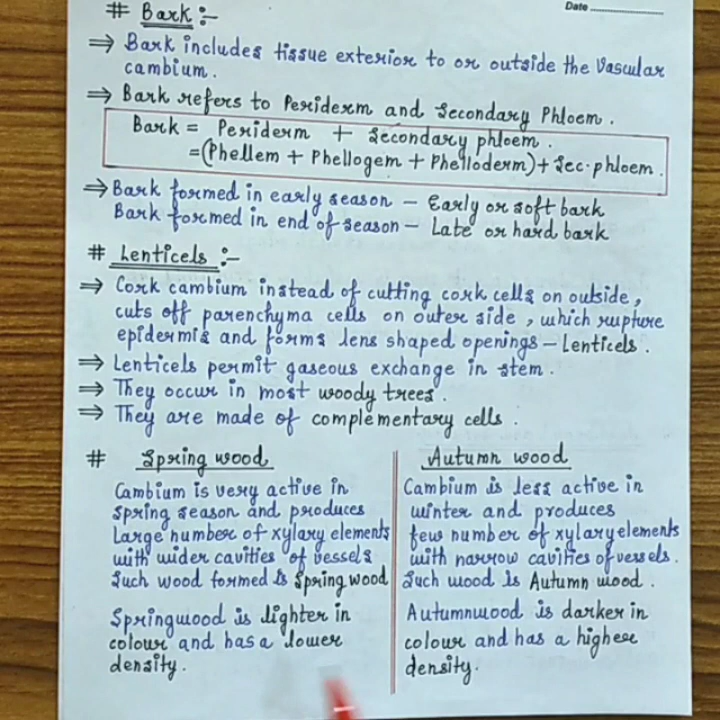 Date
# Bark :-
⇒ Bark includes tissue exterior to or outside the Vascular
cambium.
⇒ Bark refers to Periderm and Secondary Phloem.
Bark = Periderm + Secondary phloem.
=(Phellem + Phellogem + Phelloderm) + Sec. phloem.
⇒ Bark formed in early season - Early or soft bark
Bark formed in end of season - Late or hard bark
# Lenticels :-
⇒ Cork cambium instead of cutting cork cells on outside,
cuts off parenchyma cells on outer side, which rupture
epidermis and forms lens shaped openings - Lenticels.
⇒ Lenticels permit gaseous exchange in stem.
⇒ They occur in most woody trees.
⇒ They are made of complementary cells.
# Spring wood
Cambium is very active in
spring season and produces
Large number of xylary elements
with wider cavities of vessels
Such wood formed is Spring wood
Springwood is lighter in
colour and has a lower
density.
Autumn wood
Cambium is less active in
winter and produces
few number of xylary elements
with narrow cavities of vessels.
Such wood is Autumn wood.
Autumnwood is darker in
colour and has a higher
density.